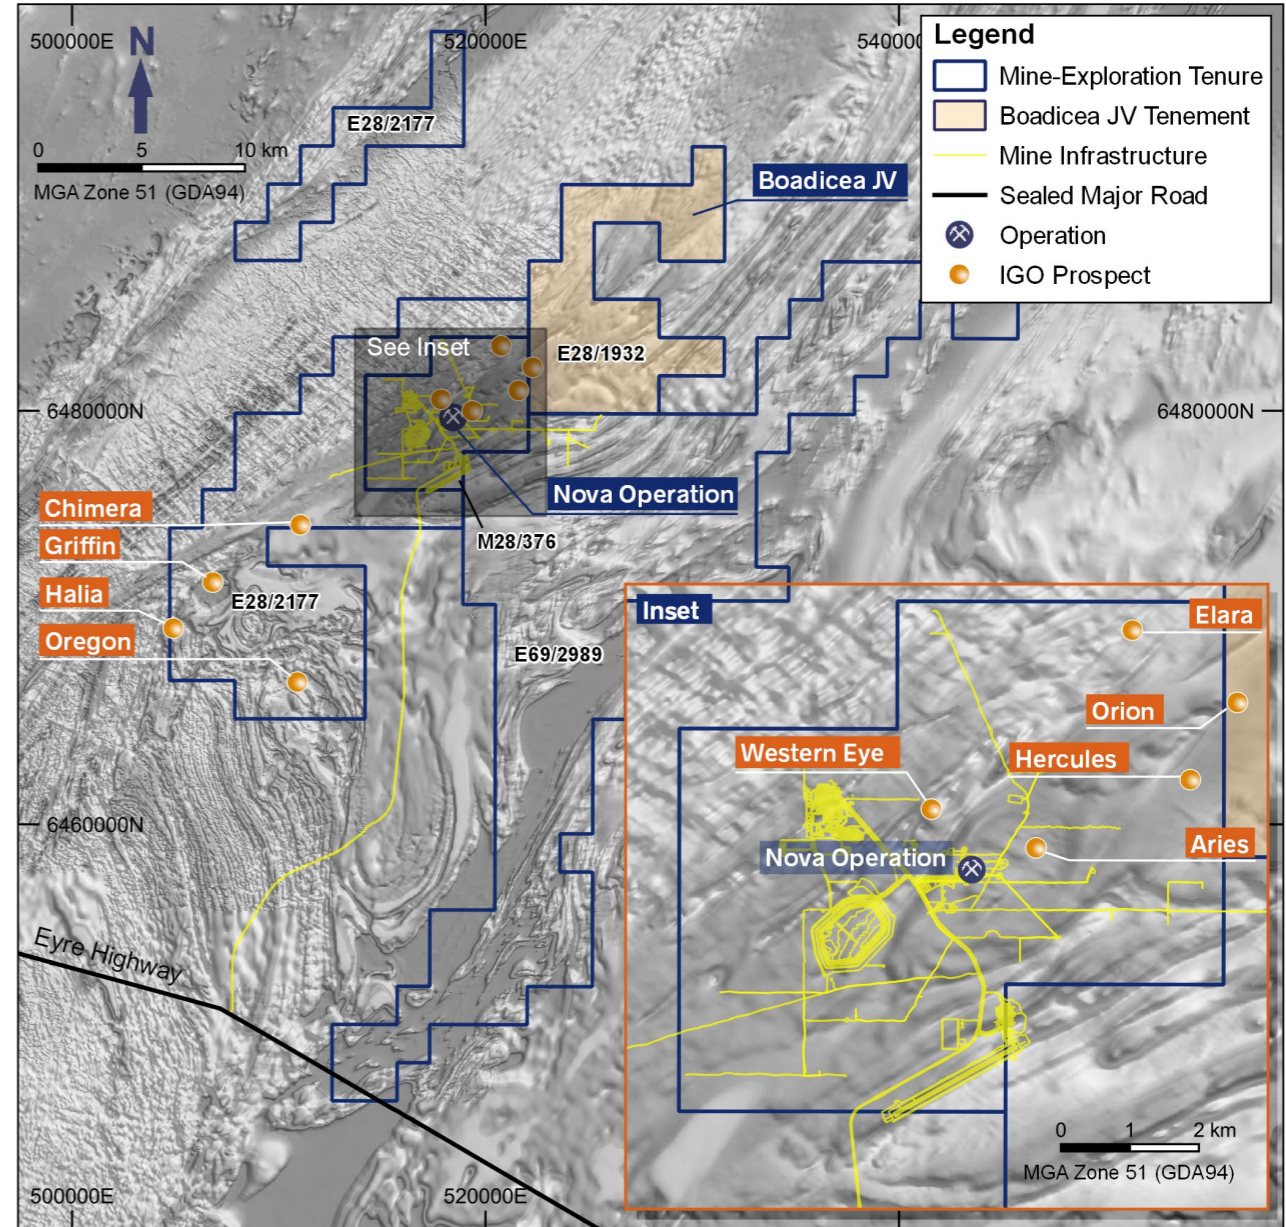 500000E
N
520000E
540000
Legend
Mine-Exploration Tenure
Boadicea JV Tenement
Mine Infrastructure
Sealed Major Road
Operation
IGO Prospect
0 5 10 km
MGA Zone 51 (GDA94)
E28/2177
Boadicea JV
See Inset
E28/1932
6480000N
6480000N
Nova Operation
M28/376
Chimera
Griffin
Halia
Oregon
E28/2177
E69/2989
6460000N
Eyre Highway
Inset
Elara
Orion
Western Eye
Hercules
Nova Operation
Aries
0 1 2 km
MGA Zone 51 (GDA94)
500000E
520000E